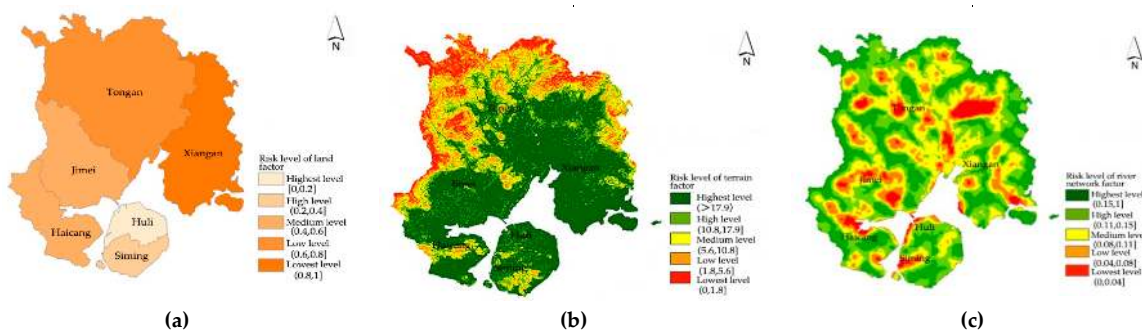 N
Tongan
Xiangan
Jimei
Haicang
Huli
Siming
Risk level of land
factor
Highest level
[0,0.2]
High level
(0.2,0.4]
Medium level
(0.4,0.6]
Low level
(0.6,0.8]
Lowest level
(0.8,1]
(a)
N
Xiangan
Risk level of terrain
factor
Highest level
(>17.9)
High level
(10.8,17.9]
Medium level
(5.6,10.8]
Low level
(1.8,5.6]
Lowest level
(0,1.8]
(b)
N
Tongan
Xiangan
Jimei
Haicang
Huli
Siming
Risk level of river
network factor
Highest level
(0.15,1]
High level
(0.11,0.15]
Medium level
(0.08,0.11]
Low level
(0.04,0.08]
Lowest level
(0,0.04]
(c)